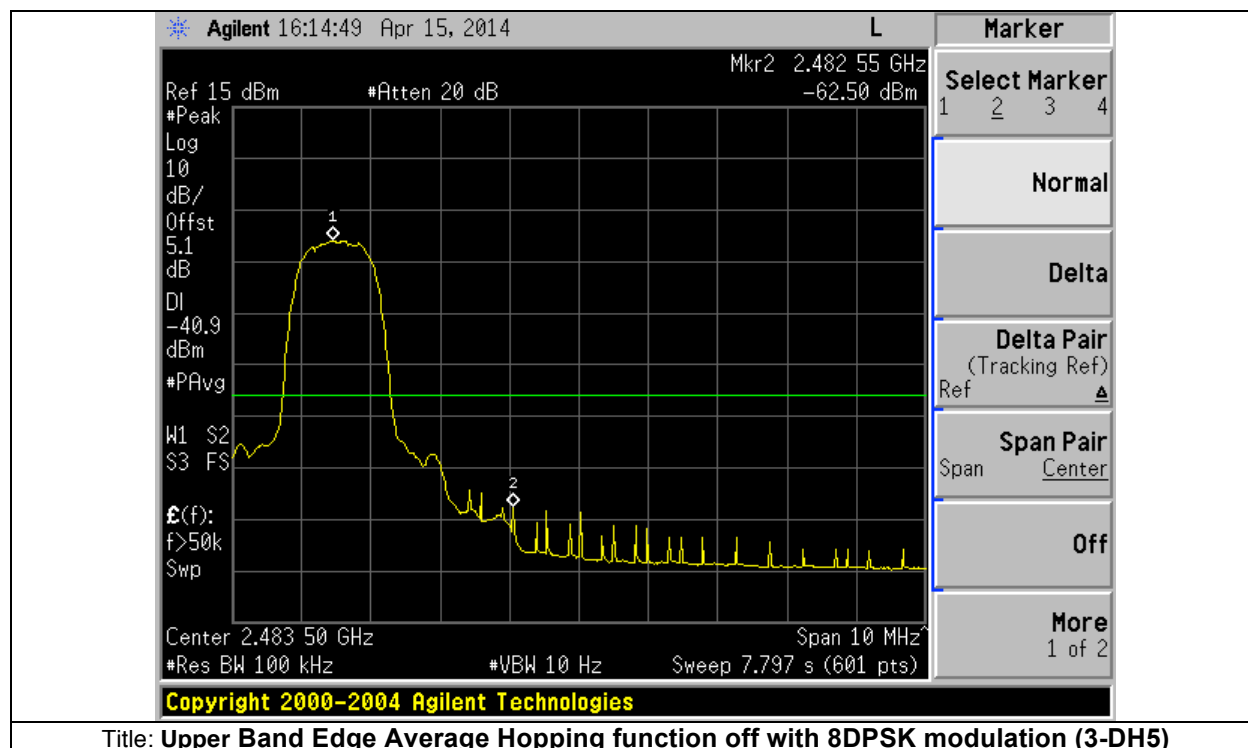 Agilent 16:14:49 Apr 15, 2014 L
Mkr2 2.482 55 GHz
Ref 15 dBm #Atten 20 dB -62.50 dBm
#Peak
Log
10
dB/
Offst
5.1
dB
DI
-40.9
dBm
#PAvg
W1 S2
S3 FS
£(f):
f>50k
Swp
1
2
Center 2.483 50 GHz Span 10 MHz^
#Res BW 100 kHz #VBW 10 Hz Sweep 7.797 s (601 pts)
Copyright 2000-2004 Agilent Technologies
Marker
Select Marker
1 2 3 4
Normal
Delta
Delta Pair
(Tracking Ref)
Ref Δ
Span Pair
Span Center
Off
More
1 of 2
Title: Upper Band Edge Average Hopping function off with 8DPSK modulation (3-DH5)